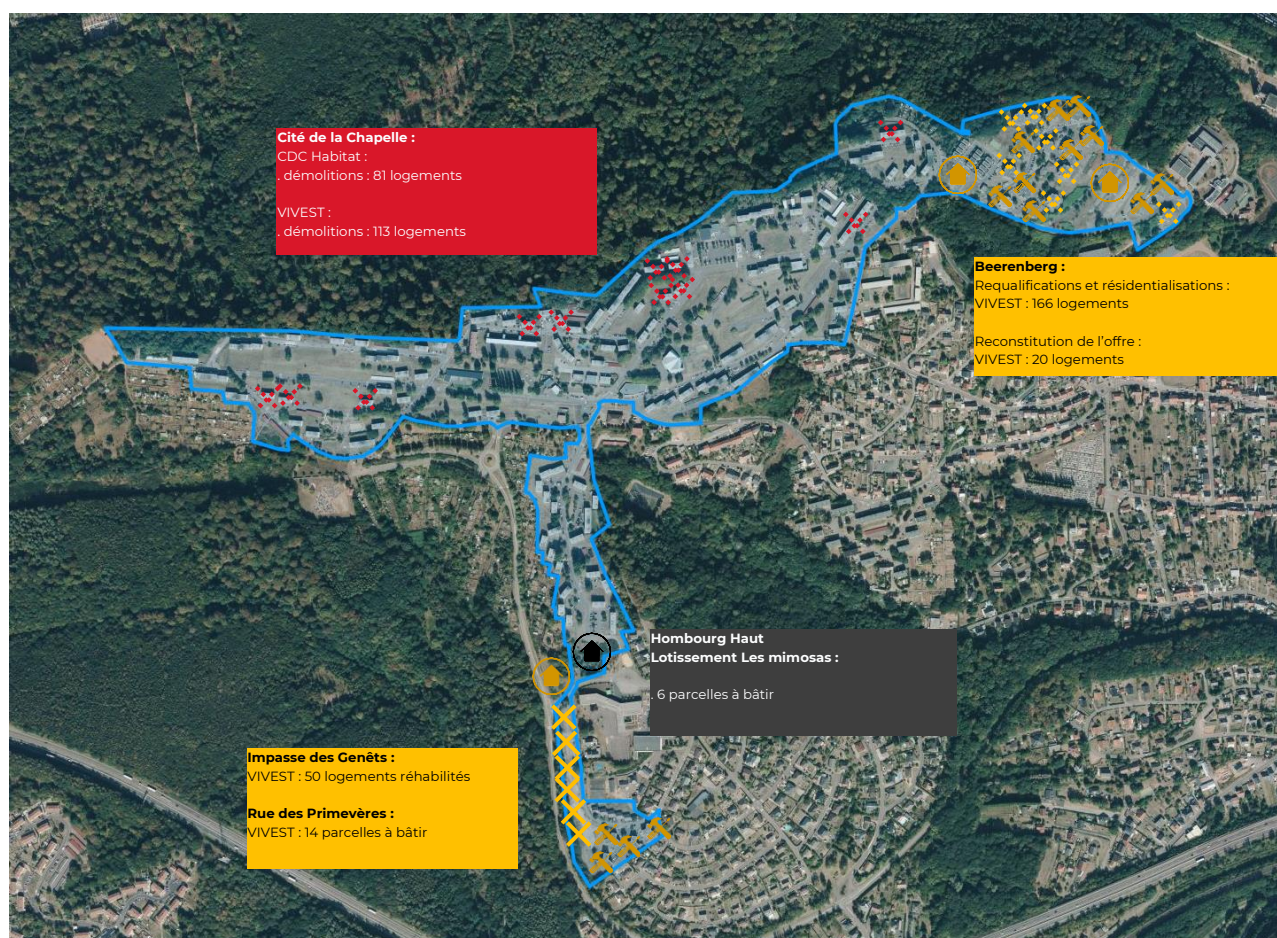 Cité de la Chapelle :
CDC Habitat :
. démolitions : 81 logements
VIVEST :
. démolitions : 113 logements
Beerenberg :
Requalifications et résidentialisations :
VIVEST : 166 logements
Reconstitution de l'offre :
VIVEST : 20 logements
Hombourg Haut
Lotissement Les mimosas :
. 6 parcelles à bâtir
Impasse des Genêts :
VIVEST : 50 logements réhabilités
Rue des Primevères :
VIVEST : 14 parcelles à bâtir